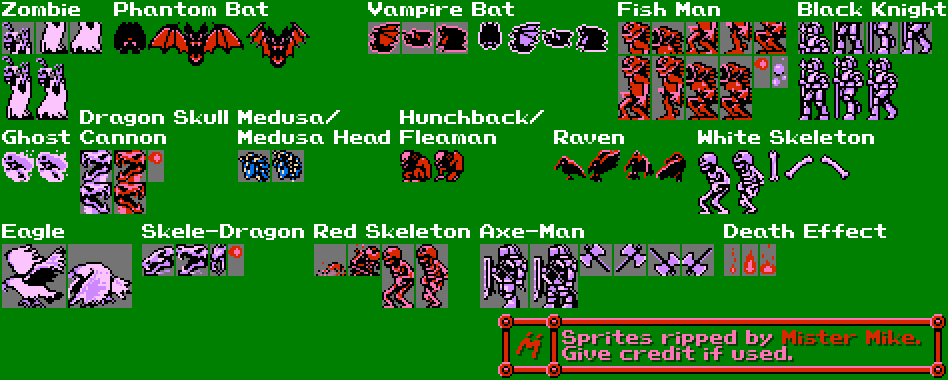 Zombie
Phantom Bat
Vampire Bat
Fish Man
Black Knight
Ghost
Dragon Skull
Cannon
Medusa/
Medusa Head
Hunchback/
Fleaman
Raven
White Skeleton
Eagle
Skele-Dragon
Red Skeleton
Axe-Man
Death Effect
Sprites ripped by Mister Mike.
Give credit if used.